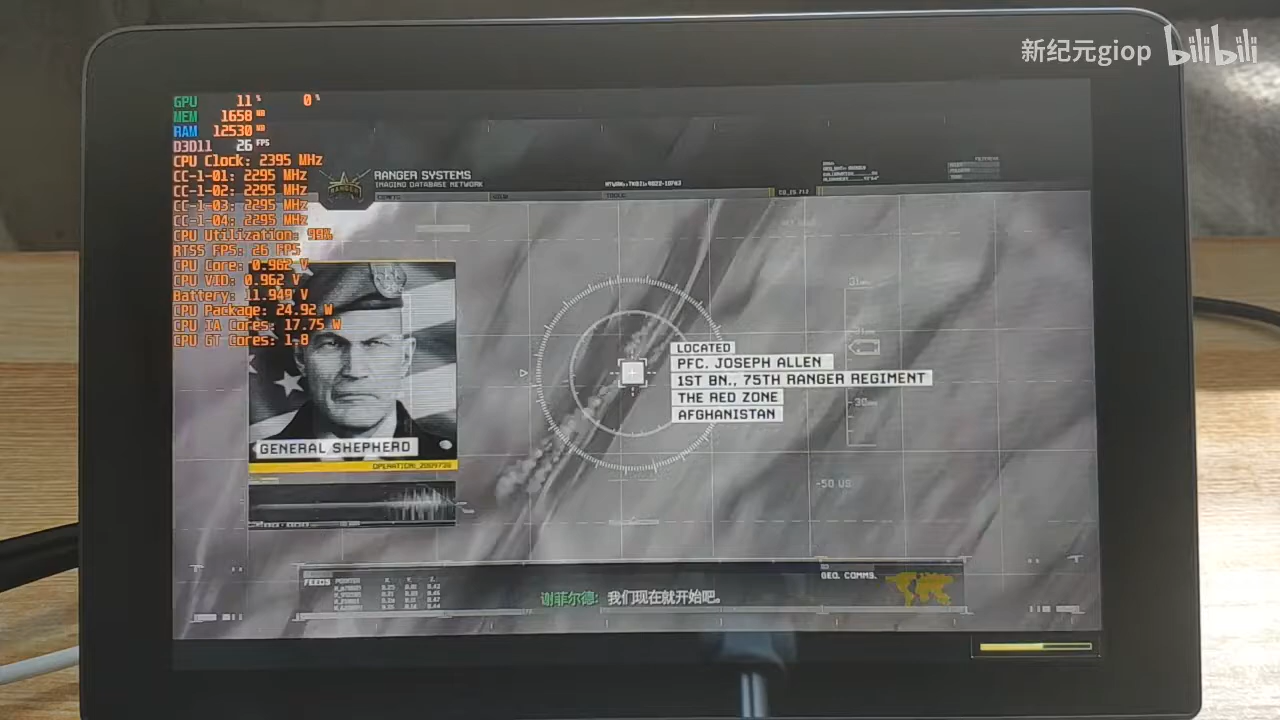 新纪元giop bilibili
GPU 11 % 0 %
MEM 1658 MB
RAM 12530 MB
D3D11 26 FPS
CPU Clock: 2395 MHz
CC-1-01: 2295 MHz
CC-1-02: 2295 MHz
CC-1-03: 2295 MHz
CC-1-04: 2295 MHz
CPU Utilization: 99%
RTSS FPS: 26 FPS
CPU Core: 0.962 V
CPU VID: 0.962 V
Battery: 11.949 V
CPU Package: 24.92 W
CPU IA Cores: 17.75 W
CPU GT Cores: 1.8
RANGER
RANGER SYSTEMS
IMAGING DATABASE NETWORK
LOCATED
PFC. JOSEPH ALLEN
1ST BN., 75TH RANGER REGIMENT
THE RED ZONE
AFGHANISTAN
GENERAL SHEPHERD
-50 US
FEEDS
GEO. COMMS.
谢菲尔德: 我们现在就开始吧。